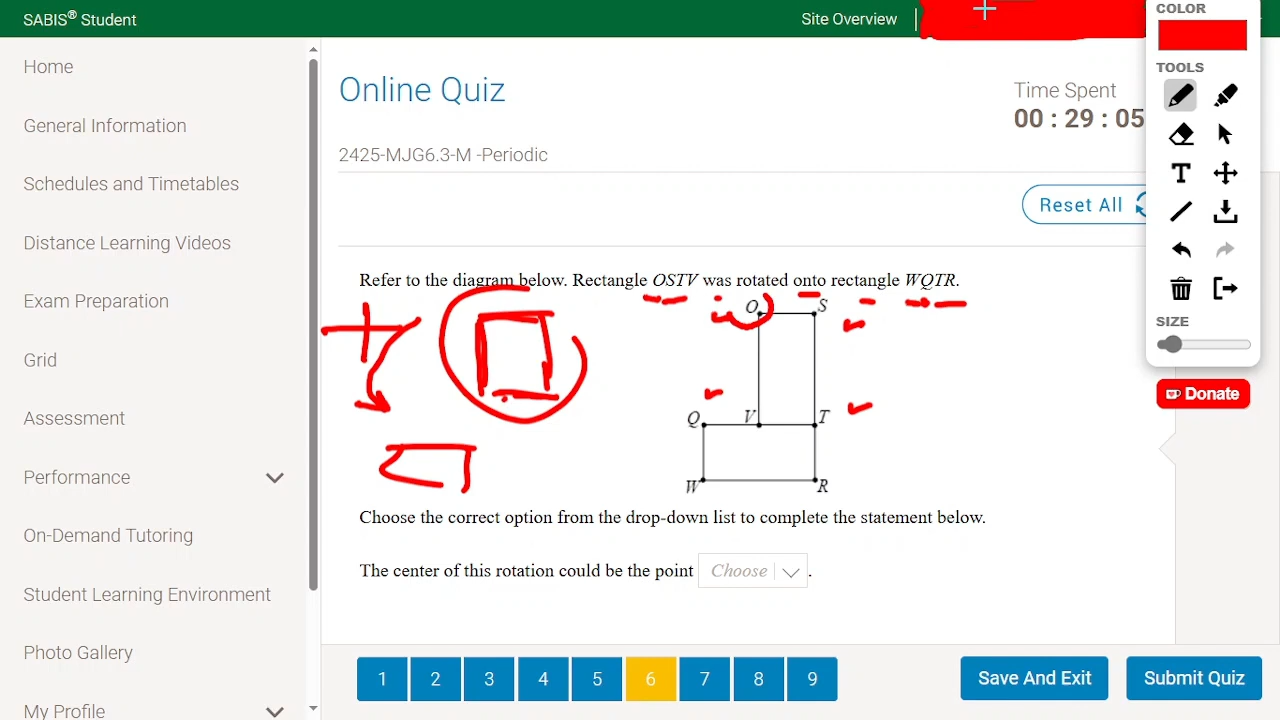 SABIS® Student
Site Overview
COLOR
TOOLS
T
SIZE
Donate
Home
General Information
Schedules and Timetables
Distance Learning Videos
Exam Preparation
Grid
Assessment
Performance
On-Demand Tutoring
Student Learning Environment
Photo Gallery
My Profile
Online Quiz
Time Spent
00 : 29 : 05
2425-MJG6.3-M -Periodic
Reset All
Refer to the diagram below. Rectangle OSTV was rotated onto rectangle WQTR.
O S
Q V T
W R
Choose the correct option from the drop-down list to complete the statement below.
The center of this rotation could be the point Choose .
1 2 3 4 5 6 7 8 9
Save And Exit
Submit Quiz